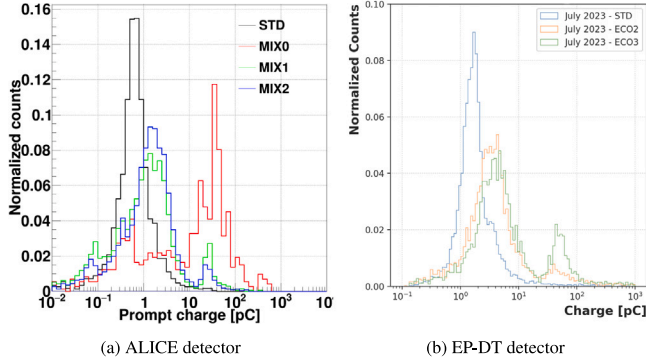 0.16
0.14
0.12
0.1
0.08
0.06
0.04
0.02
0
Normalized counts
STD
MIX0
MIX1
MIX2
10⁻² 10⁻¹ 1 10 10² 10³ 10
Prompt charge [pC]
(a) ALICE detector
0.10
0.08
0.06
0.04
0.02
0.00
Normalized Counts
July 2023 - STD
July 2023 - ECO2
July 2023 - ECO3
10⁻¹ 10⁰ 10¹ 10² 10³
Charge [pC]
(b) EP-DT detector